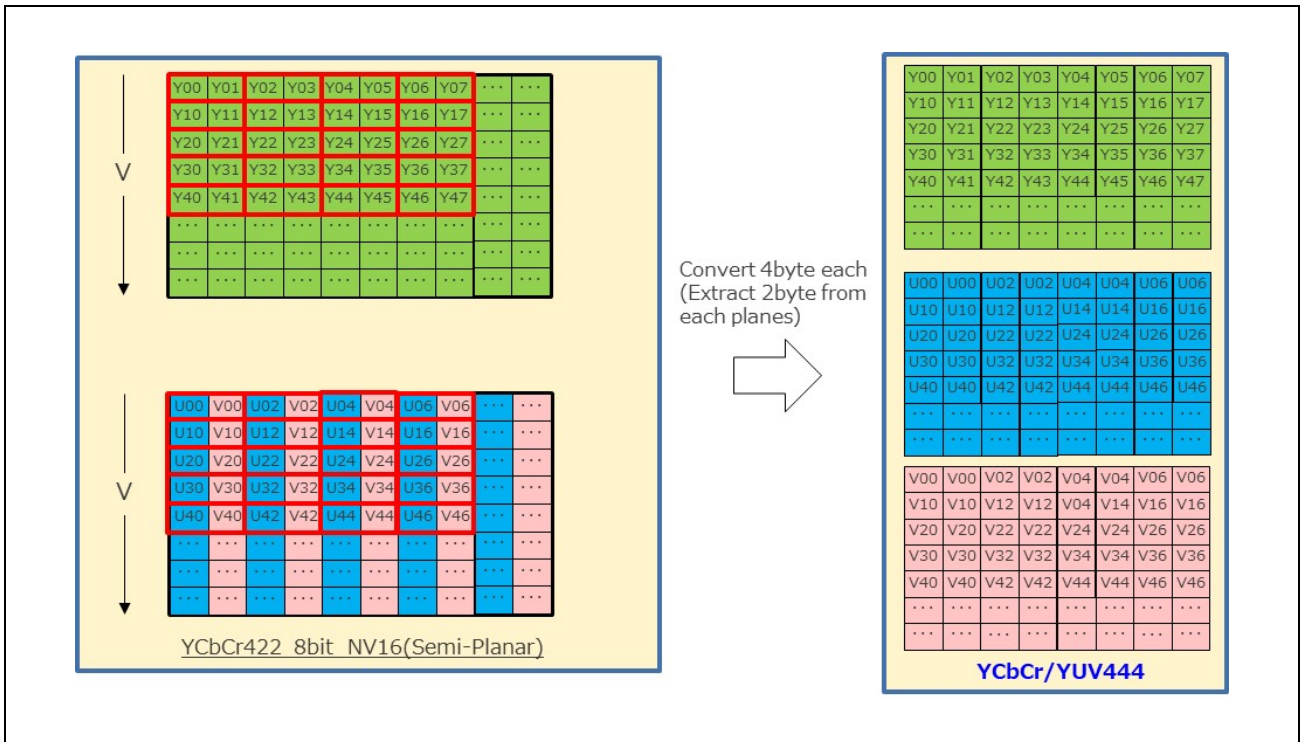 Y00 Y01 Y02 Y03 Y04 Y05 Y06 Y07 ... ...
Y10 Y11 Y12 Y13 Y14 Y15 Y16 Y17 ... ...
Y20 Y21 Y22 Y23 Y24 Y25 Y26 Y27 ... ...
V
Y30 Y31 Y32 Y33 Y34 Y35 Y36 Y37 ... ...
Y40 Y41 Y42 Y43 Y44 Y45 Y46 Y47 ... ...
... ... ... ... ... ... ... ... ... ...
... ... ... ... ... ... ... ... ... ...
... ... ... ... ... ... ... ... ... ...
U00 V00 U02 V02 U04 V04 U06 V06 ... ...
U10 V10 U12 V12 U14 V14 U16 V16 ... ...
U20 V20 U22 V22 U24 V24 U26 V26 ... ...
V
U30 V30 U32 V32 U34 V34 U36 V36 ... ...
U40 V40 U42 V42 U44 V44 U46 V46 ... ...
... ... ... ... ... ... ... ... ... ...
... ... ... ... ... ... ... ... ... ...
... ... ... ... ... ... ... ... ... ...
YCbCr422 8bit NV16(Semi-Planar)
Convert 4byte each
(Extract 2byte from
each planes)
Y00 Y01 Y02 Y03 Y04 Y05 Y06 Y07
Y10 Y11 Y12 Y13 Y14 Y15 Y16 Y17
Y20 Y21 Y22 Y23 Y24 Y25 Y26 Y27
Y30 Y31 Y32 Y33 Y34 Y35 Y36 Y37
Y40 Y41 Y42 Y43 Y44 Y45 Y46 Y47
... ... ... ... ... ... ... ...
... ... ... ... ... ... ... ...
U00 U00 U02 U02 U04 U04 U06 U06
U10 U10 U12 U12 U14 U14 U16 U16
U20 U20 U22 U22 U24 U24 U26 U26
U30 U30 U32 U32 U34 U34 U36 U36
U40 U40 U42 U42 U44 U44 U46 U46
... ... ... ... ... ... ... ...
... ... ... ... ... ... ... ...
V00 V00 V02 V02 V04 V04 V06 V06
V10 V10 V12 V12 V04 V14 V16 V16
V20 V20 V22 V22 V24 V24 V26 V26
V30 V30 V32 V32 V34 V34 V36 V36
V40 V40 V42 V42 V44 V44 V46 V46
... ... ... ... ... ... ... ...
... ... ... ... ... ... ... ...
YCbCr/YUV444